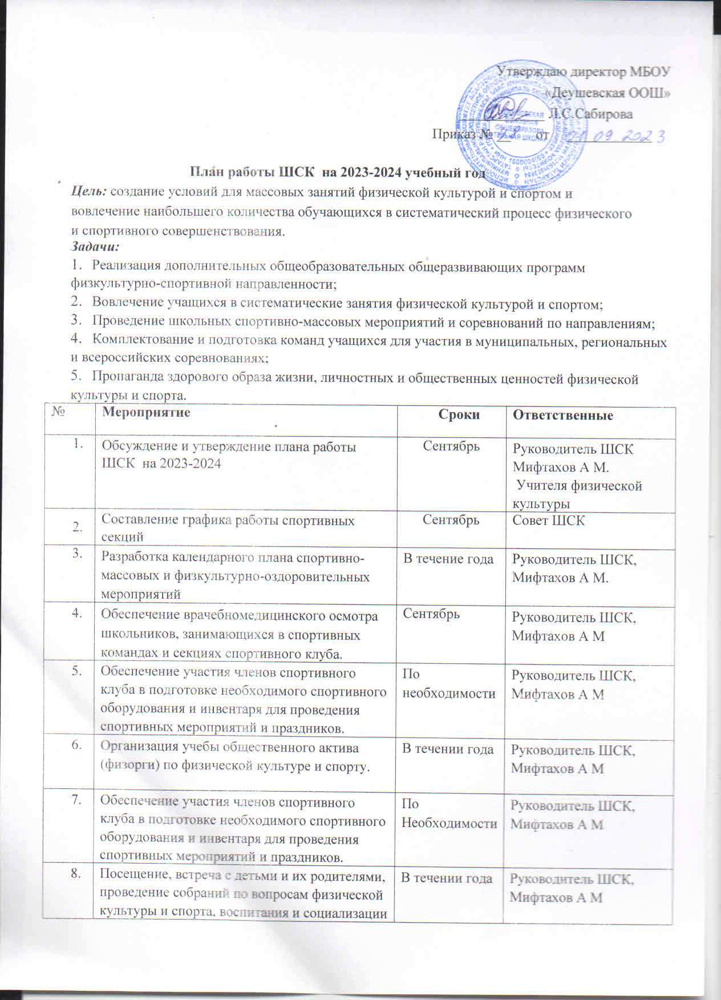 Утверждаю директор МБОУ
«Деушевская ООШ»
Л.С.Сабирова
Приказ № от 21 09 2023
План работы ШСК на 2023-2024 учебный год
Цель: создание условий для массовых занятий физической культурой и спортом и
вовлечение наибольшего количества обучающихся в систематический процесс физического
и спортивного совершенствования.
Задачи:
1. Реализация дополнительных общеобразовательных общеразвивающих программ
физкультурно-спортивной направленности;
2. Вовлечение учащихся в систематические занятия физической культурой и спортом;
3. Проведение школьных спортивно-массовых мероприятий и соревнований по направлениям;
4. Комплектование и подготовка команд учащихся для участия в муниципальных, региональных
и всероссийских соревнованиях;
5. Пропаганда здорового образа жизни, личностных и общественных ценностей физической
культуры и спорта.
№ Мероприятие Сроки Ответственные
1. Обсуждение и утверждение плана работы Сентябрь Руководитель ШСК
ШСК на 2023-2024 Мифтахов А М.
Учителя физической
культуры
2. Составление графика работы спортивных Сентябрь Совет ШСК
секций
3. Разработка календарного плана спортивно- В течение года Руководитель ШСК,
массовых и физкультурно-оздоровительных Мифтахов А М.
мероприятий
4. Обеспечение врачебномедицинского осмотра Сентябрь Руководитель ШСК,
школьников, занимающихся в спортивных Мифтахов А М
командах и секциях спортивного клуба.
5. Обеспечение участия членов спортивного По Руководитель ШСК,
клуба в подготовке необходимого спортивного необходимости Мифтахов А М
оборудования и инвентаря для проведения
спортивных мероприятий и праздников.
6. Организация учебы общественного актива В течении года Руководитель ШСК,
(физорги) по физической культуре и спорту. Мифтахов А М
7. Обеспечение участия членов спортивного По Руководитель ШСК,
клуба в подготовке необходимого спортивного Необходимости Мифтахов А М
оборудования и инвентаря для проведения
спортивных мероприятий и праздников.
8. Посещение, встреча с детьми и их родителями, В течении года Руководитель ШСК,
проведение собраний по вопросам физической Мифтахов А М
культуры и спорта, воспитания и социализации